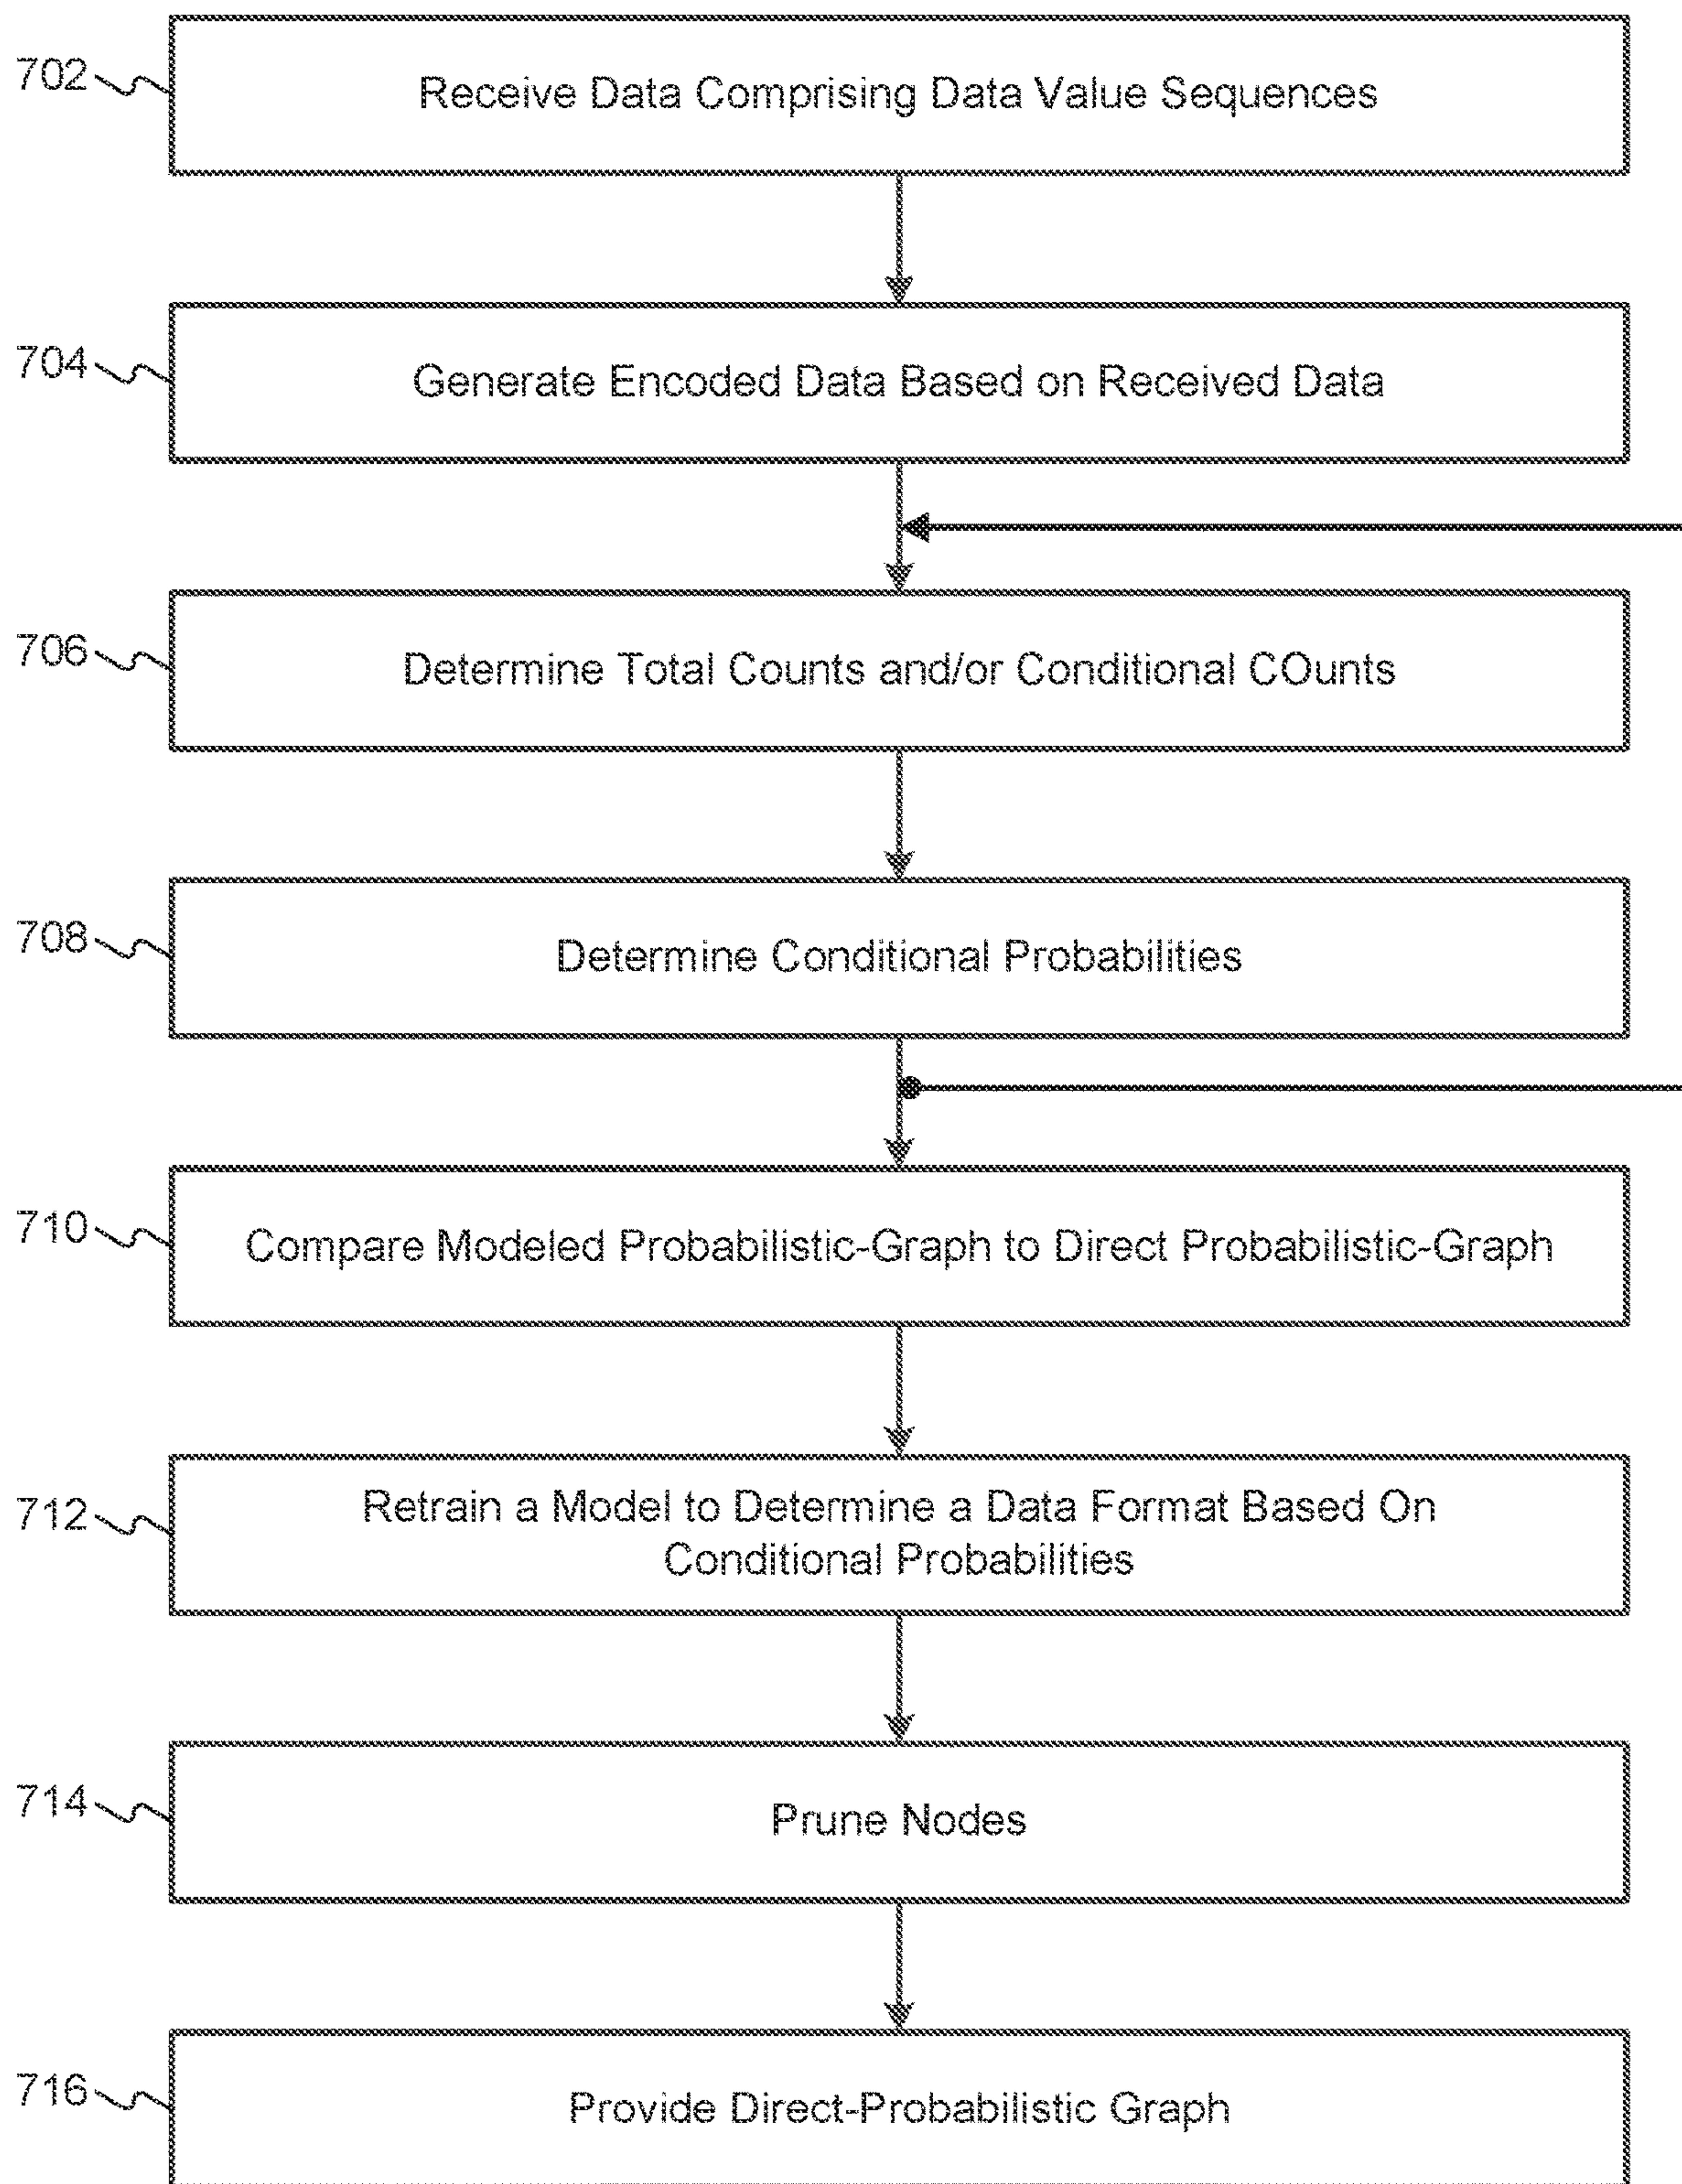 702
Receive Data Comprising Data Value Sequences
704
Generate Encoded Data Based on Received Data
706
Determine Total Counts and/or Conditional COunts
708
Determine Conditional Probabilities
710
Compare Modeled Probabilistic-Graph to Direct Probabilistic-Graph
712
Retrain a Model to Determine a Data Format Based On
Conditional Probabilities
714
Prune Nodes
716
Provide Direct-Probabilistic Graph